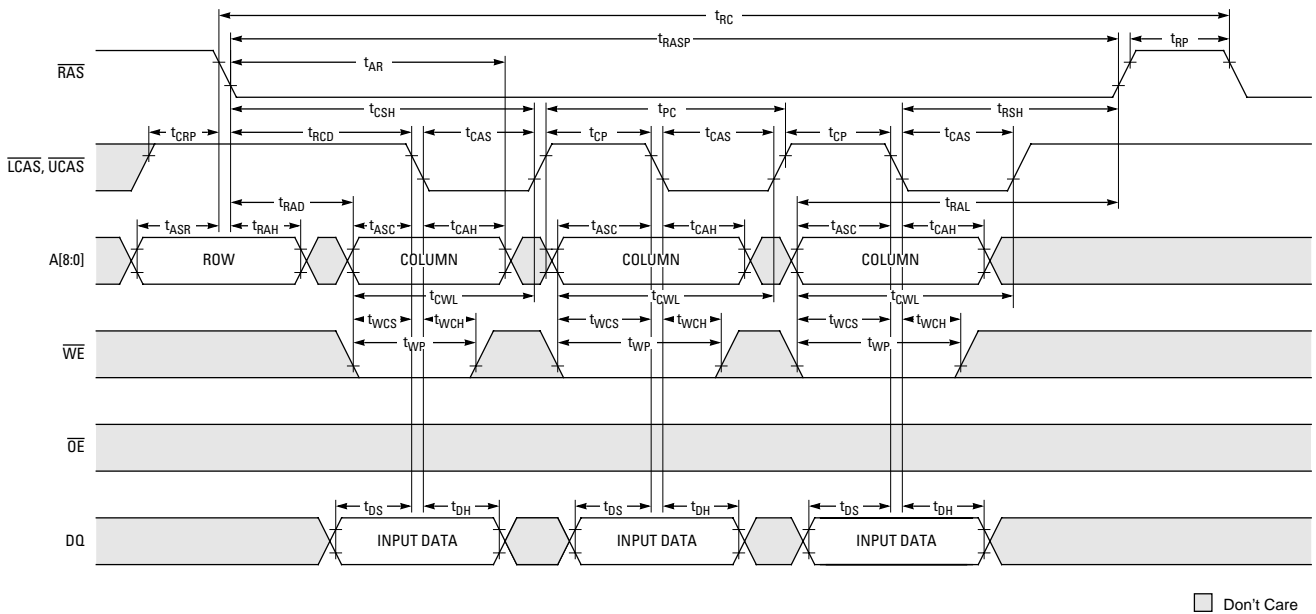 tRC
tRASP
tRP
RAS
tAR
tCSH
tPC
tRSH
tCRP
tRCD
tCAS
tCP
tCAS
tCP
tCAS
LCAS, UCAS
tRAD
tRAL
tASR
tRAH
tASC
tCAH
tASC
tCAH
tASC
tCAH
A[8:0]
ROW
COLUMN
COLUMN
COLUMN
tCWL
tCWL
tCWL
tWCS
tWCH
tWCS
tWCH
tWCS
tWCH
WE
tWP
tWP
tWP
OE
tDS
tDH
tDS
tDH
tDS
tDH
DQ
INPUT DATA
INPUT DATA
INPUT DATA
Don't Care